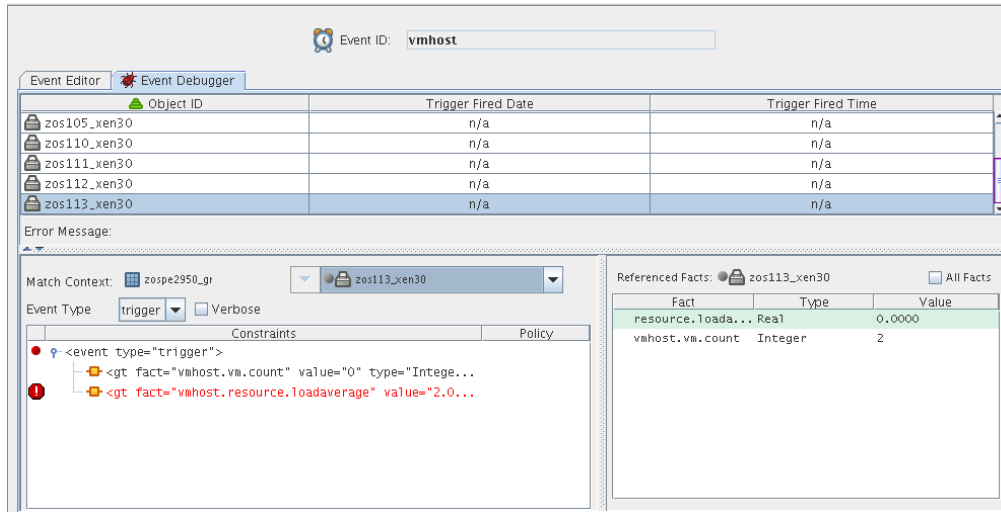 Event ID: vmhost
Event Editor Event Debugger
Object ID Trigger Fired Date Trigger Fired Time
zos105_xen30 n/a n/a
zos110_xen30 n/a n/a
zos111_xen30 n/a n/a
zos112_xen30 n/a n/a
zos113_xen30 n/a n/a
Error Message:
Match Context: zospe2950_gr zos113_xen30
Event Type trigger Verbose
Constraints Policy
<event type="trigger">
<gt fact="vmhost.vm.count" value="0" type="Intege...
<gt fact="vmhost.resource.loadaverage" value="2.0...
Referenced Facts: zos113_xen30 All Facts
Fact Type Value
resource.loada... Real 0.0000
vmhost.vm.count Integer 2